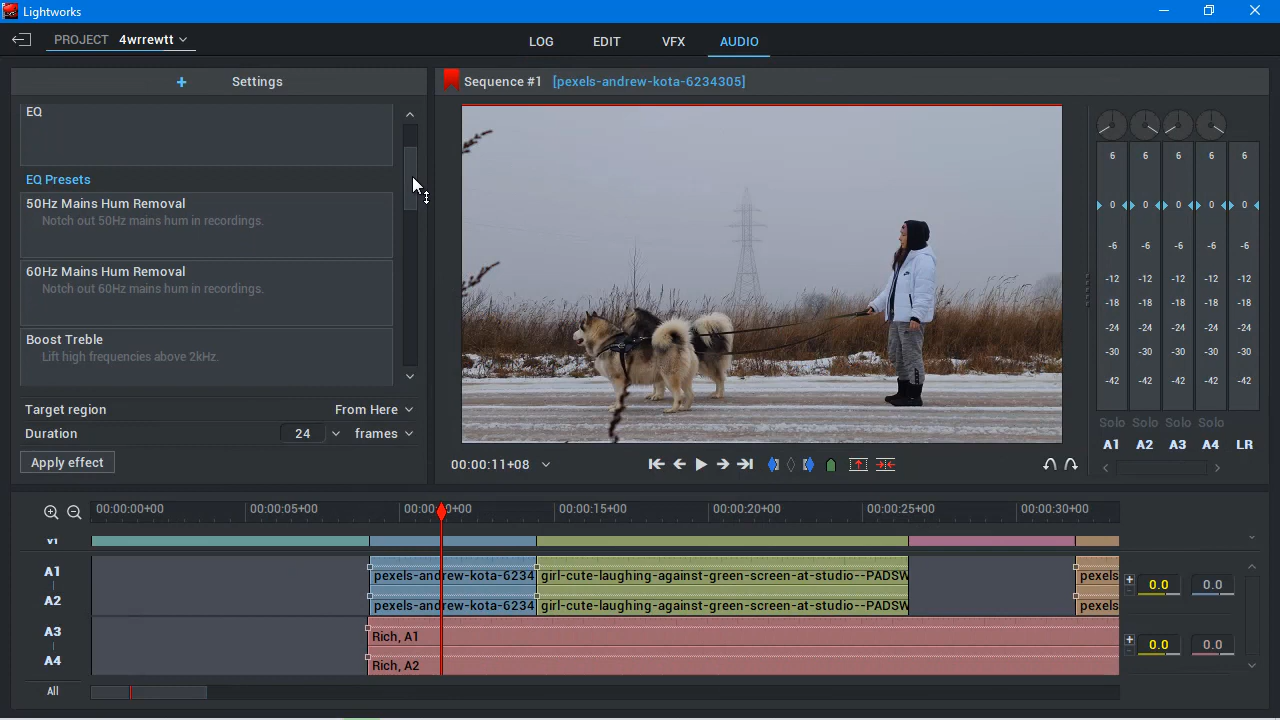 Lightworks
PROJECT 4wrrewtt
LOG EDIT VFX AUDIO
+ Settings
Sequence #1 [pexels-andrew-kota-6234305]
EQ
EQ Presets
50Hz Mains Hum Removal
Notch out 50Hz mains hum in recordings.
60Hz Mains Hum Removal
Notch out 60Hz mains hum in recordings.
Boost Treble
Lift high frequencies above 2kHz.
Target region From Here
Duration 24 frames
Apply effect
6 6 6 6 6
0 0 0 0 0
-6 -6 -6 -6 -6
-12 -12 -12 -12 -12
-18 -18 -18 -18 -18
-24 -24 -24 -24 -24
-30 -30 -30 -30 -30
-42 -42 -42 -42 -42
Solo Solo Solo Solo
A1 A2 A3 A4 LR
00:00:11+08
00:00:00+00 00:00:05+00 00:00:15+00 00:00:20+00 00:00:25+00 00:00:30+00
V1
A1 pexels-andrew-kota-6234 girl-cute-laughing-against-green-screen-at-studio--PADSW pexels 0.0 0.0
A2 pexels-andrew-kota-6234 girl-cute-laughing-against-green-screen-at-studio--PADSW pexels
A3 Rich, A1 0.0 0.0
A4 Rich, A2
All